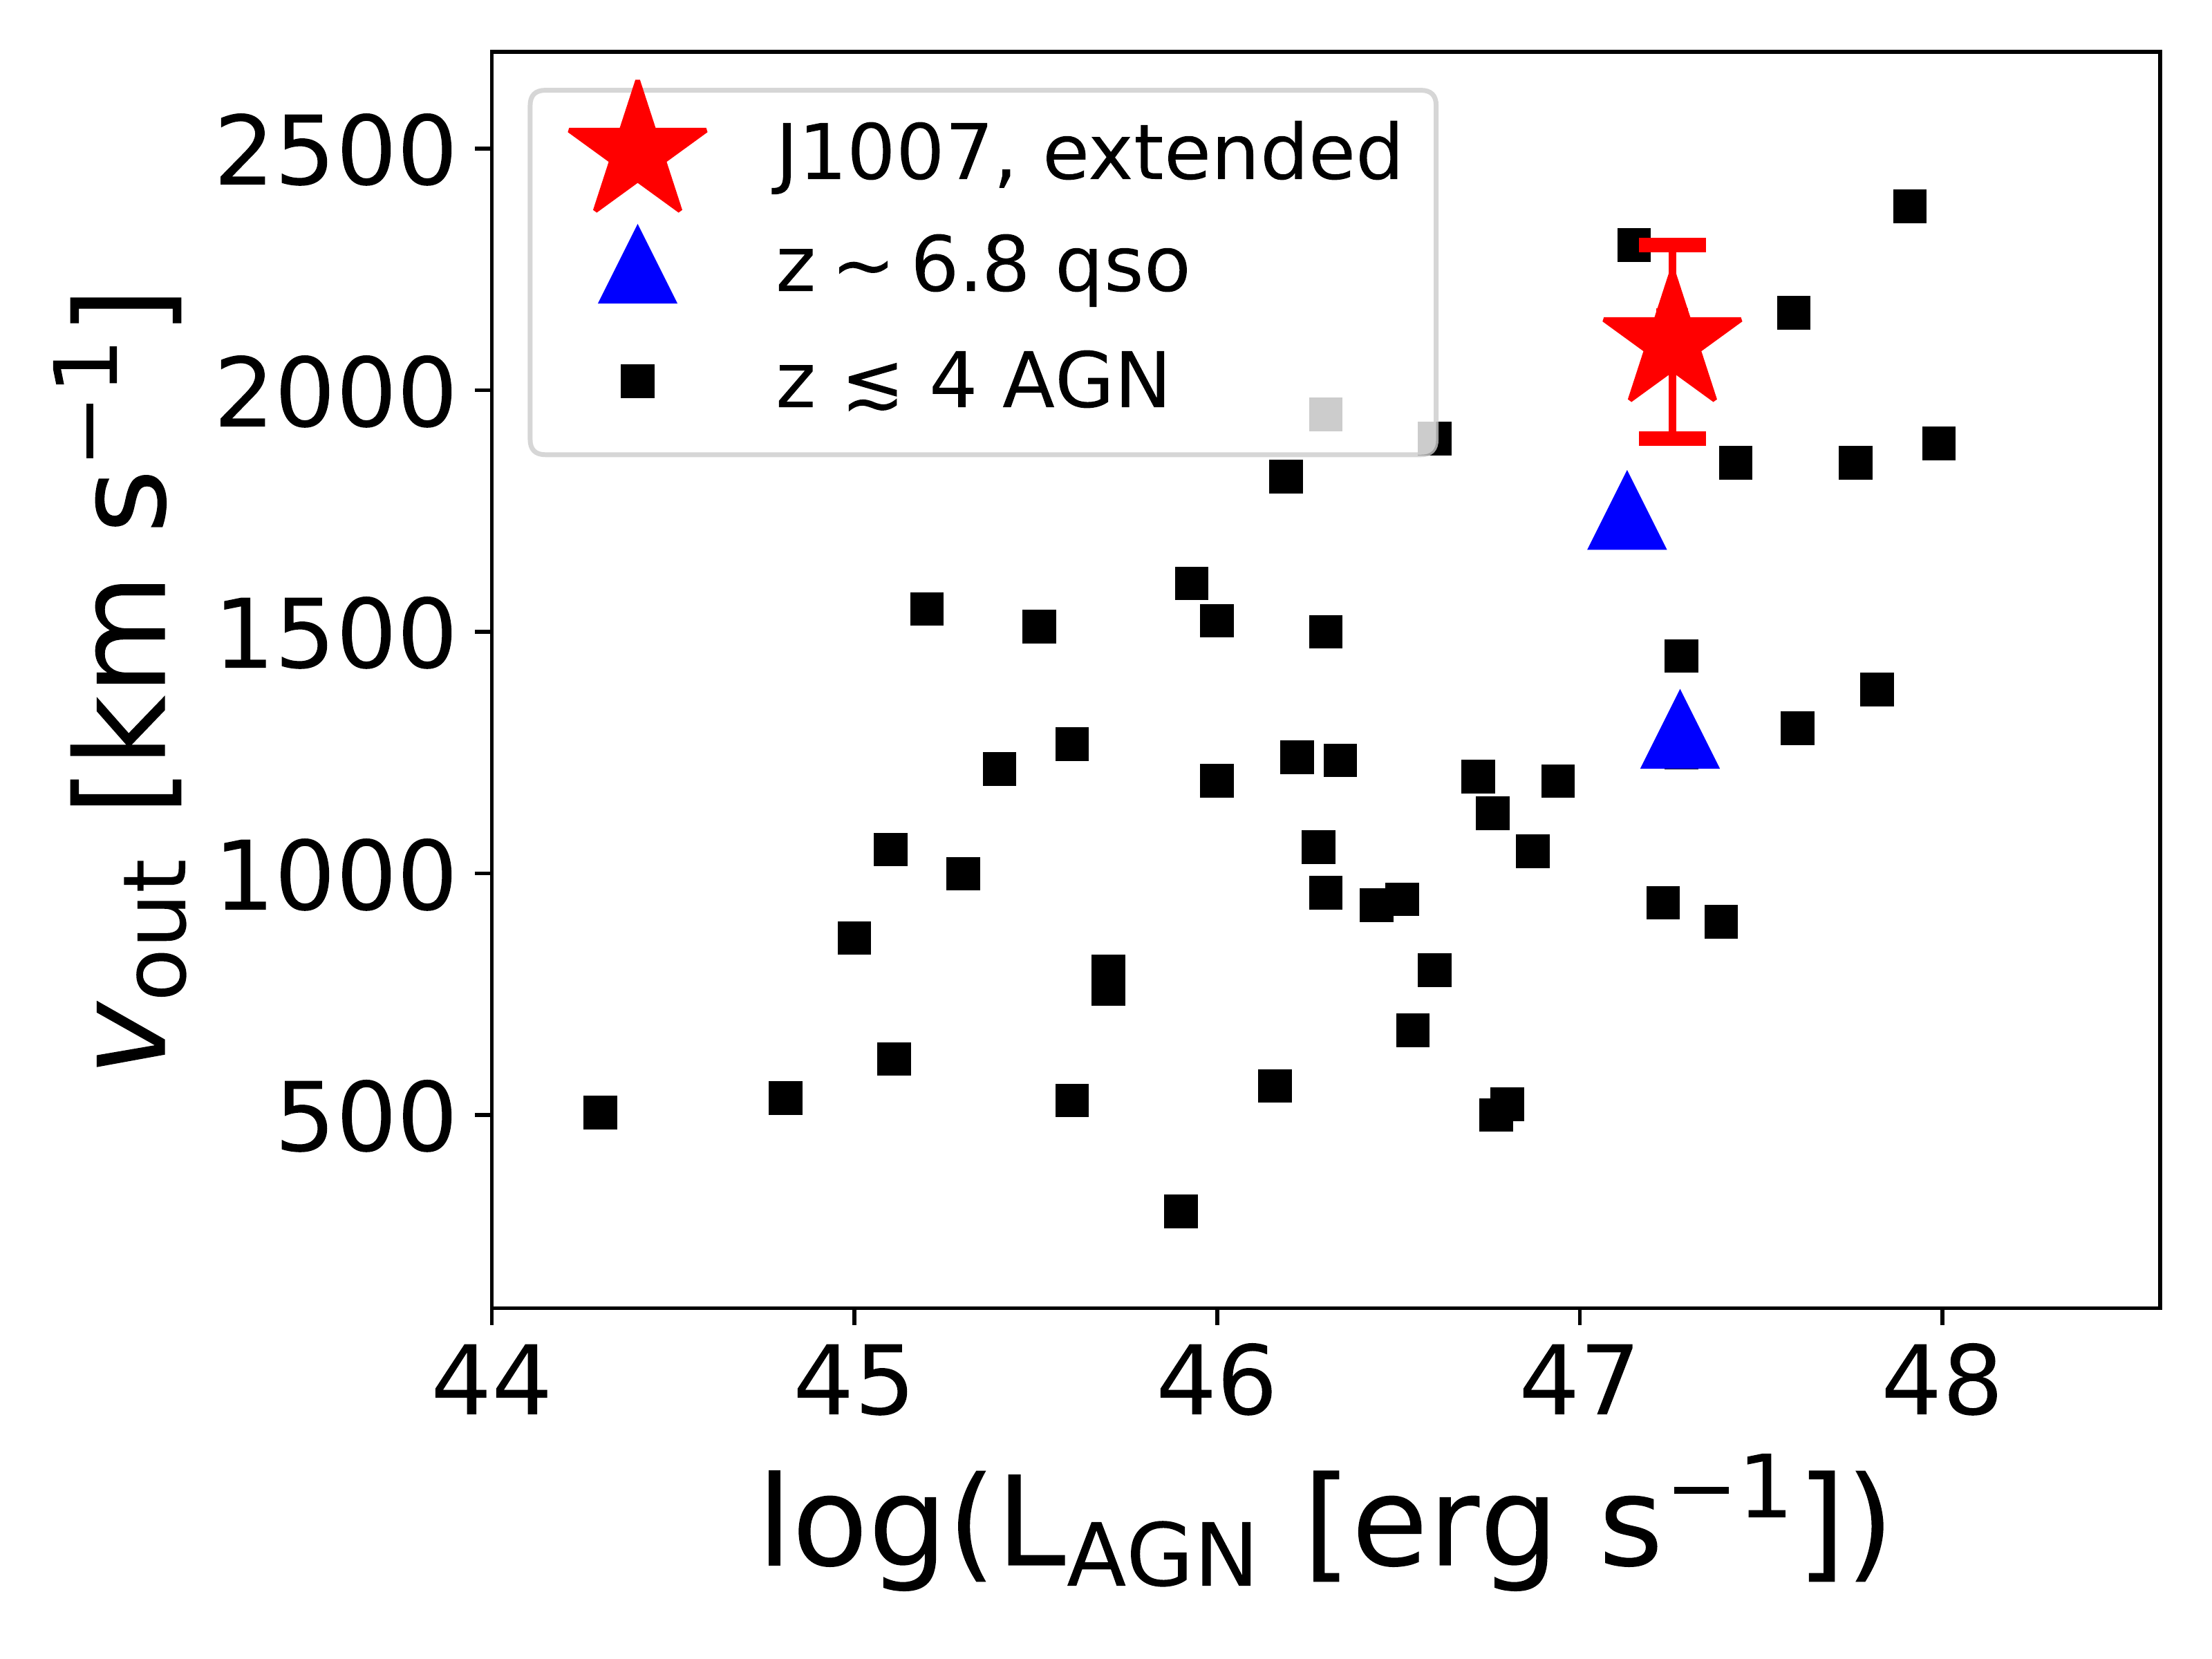 2500
2000
1500
1000
500
V_out [km s⁻¹]
J1007, extended
z ~ 6.8 qso
z ≲ 4 AGN
44 45 46 47 48
log(L_AGN [erg s⁻¹])